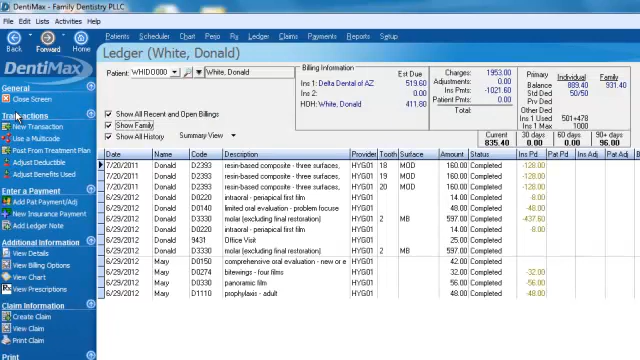 DentiMax - Family Dentistry PLLC
File Edit Lists Activities Help
Back Forward Home
Patients Scheduler Chart Perio Rx Ledger Claims Payments Tutorial Support
DentiMax
Ledger (White, Donald)
Patient: WHIDO000 White, Donald
Show All Recent and Open Billings
Show Family
Show All History Summary View
Billing Information
Est Due
Ins 1: Delta Dental of AZ 519.60
Ins 2: 0.00
HDH: White, Donald 411.80
Charges: 1953.00
Adjustments: 0.00
Ins Pmts: -1021.60
Patient Pmts: 0.00
Total:
Primary Individual Family
Balance 889.40 931.40
Std Ded 50/50
Prv Ded
Other Ded
Ins 1 Used 501+478
Ins 1 Max 1000
Current 30 days 60 days 90+ days
835.40 0.00 0.00 96.00
General
Close Screen
Transactions
New Transaction
Use a Multicode
Post From Treatment Plan
Adjust Deductible
Adjust Benefits Used
Enter a Payment
Add Pat Payment/Adj
New Insurance Payment
Add Ledger Note
Additional Information
View Details
View Billing Options
View Chart
View Prescriptions
Claim Information
Create Claim
View Claim
Print Claim
Print
Date Name Code Description Provider Tooth Surface Amount Status Ins Pd Pat Pd Ins Adj Pat Adj
7/20/2011 Donald D2393 resin-based composite - three surfaces, HYG01 18 MOD 160.00 Completed -128.00
7/20/2011 Donald D2393 resin-based composite - three surfaces, HYG01 19 MOD 160.00 Completed -128.00
7/20/2011 Donald D2393 resin-based composite - three surfaces, HYG01 20 MOD 160.00 Completed -128.00
6/29/2012 Donald D0220 intraoral - periapical first film HYG01 14.00 Completed -8.00
6/29/2012 Donald D0140 limited oral evaluation - problem focuse HYG01 48.00 Completed -48.00
6/29/2012 Donald D3330 molar (excluding final restoration) HYG01 2 MB 597.00 Completed -437.60
6/29/2012 Donald D0220 intraoral - periapical first film HYG01 14.00 Completed -8.00
6/29/2012 Donald 9431 Office Visit HYG01 25.00 Completed
6/29/2012 Donald D3330 molar (excluding final restoration) HYG01 2 MB 597.00 Completed
6/29/2012 Mary D0150 comprehensive oral evaluation - new or e HYG01 42.00 Completed
6/29/2012 Mary D0274 bitewings - four films HYG01 32.00 Completed -32.00
6/29/2012 Mary D0330 panoramic film HYG01 56.00 Completed -56.00
6/29/2012 Mary D1110 prophylaxis - adult HYG01 48.00 Completed -48.00